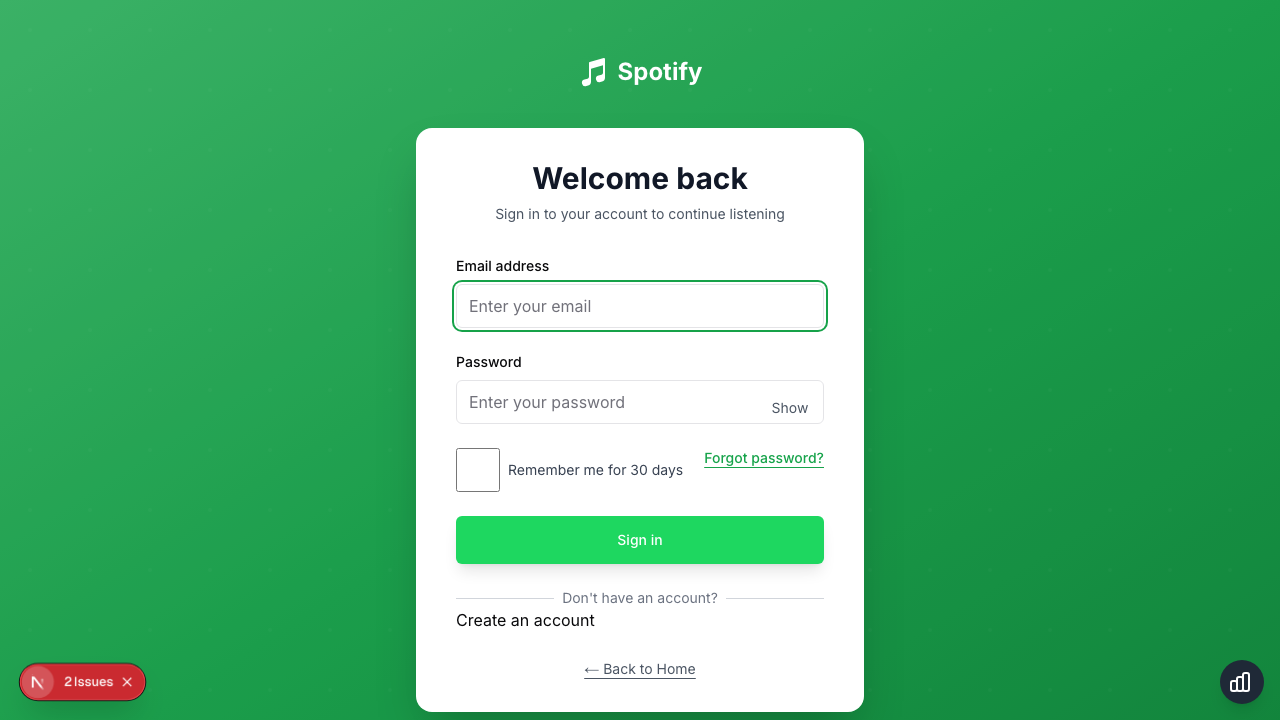 Spotify
Welcome back
Sign in to your account to continue listening
Email address
Enter your email
Password
Enter your password
Show
Remember me for 30 days
Forgot password?
Sign in
Don't have an account?
Create an account
← Back to Home
2 Issues